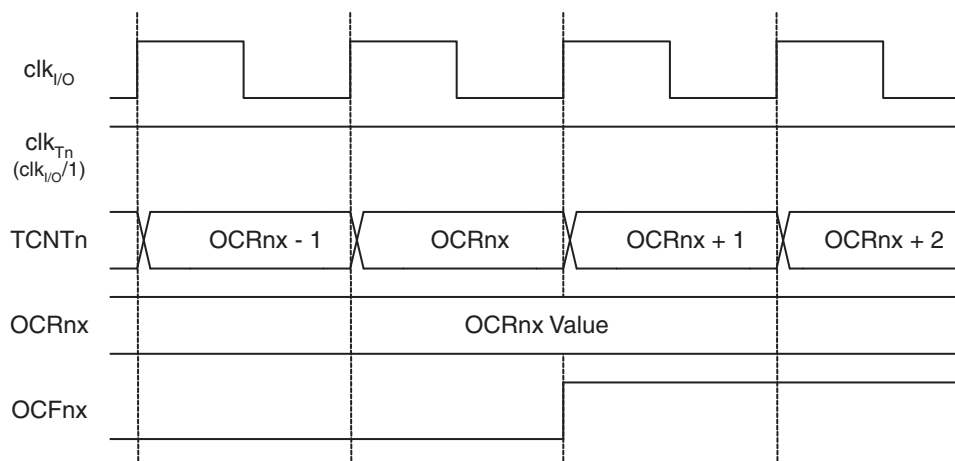 clkI/O
clkTn
(clkI/O/1)
TCNTn
OCRnx - 1
OCRnx
OCRnx + 1
OCRnx + 2
OCRnx
OCRnx Value
OCFnx